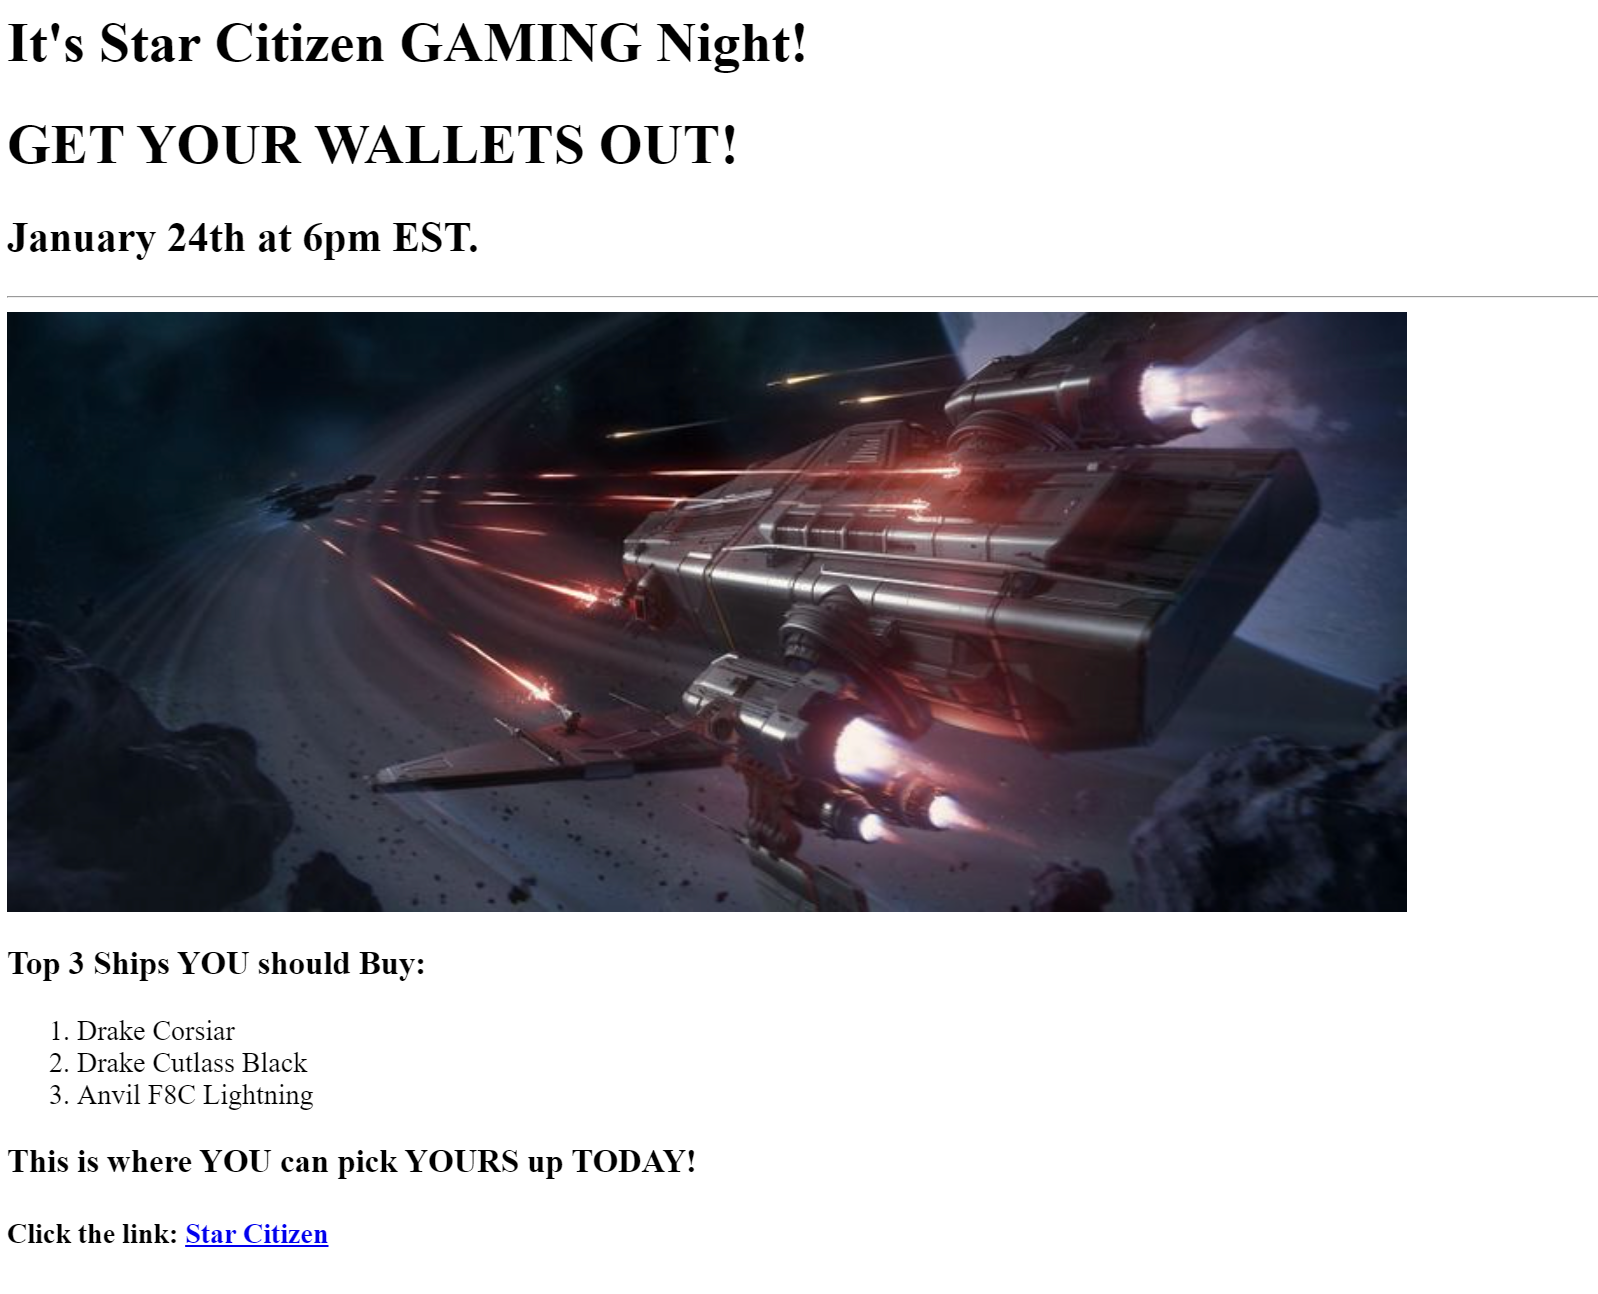 It's Star Citizen GAMING Night!
GET YOUR WALLETS OUT!
January 24th at 6pm EST.
Top 3 Ships YOU should Buy:
1. Drake Corsiar
2. Drake Cutlass Black
3. Anvil F8C Lightning
This is where YOU can pick YOURS up TODAY!
Click the link: Star Citizen